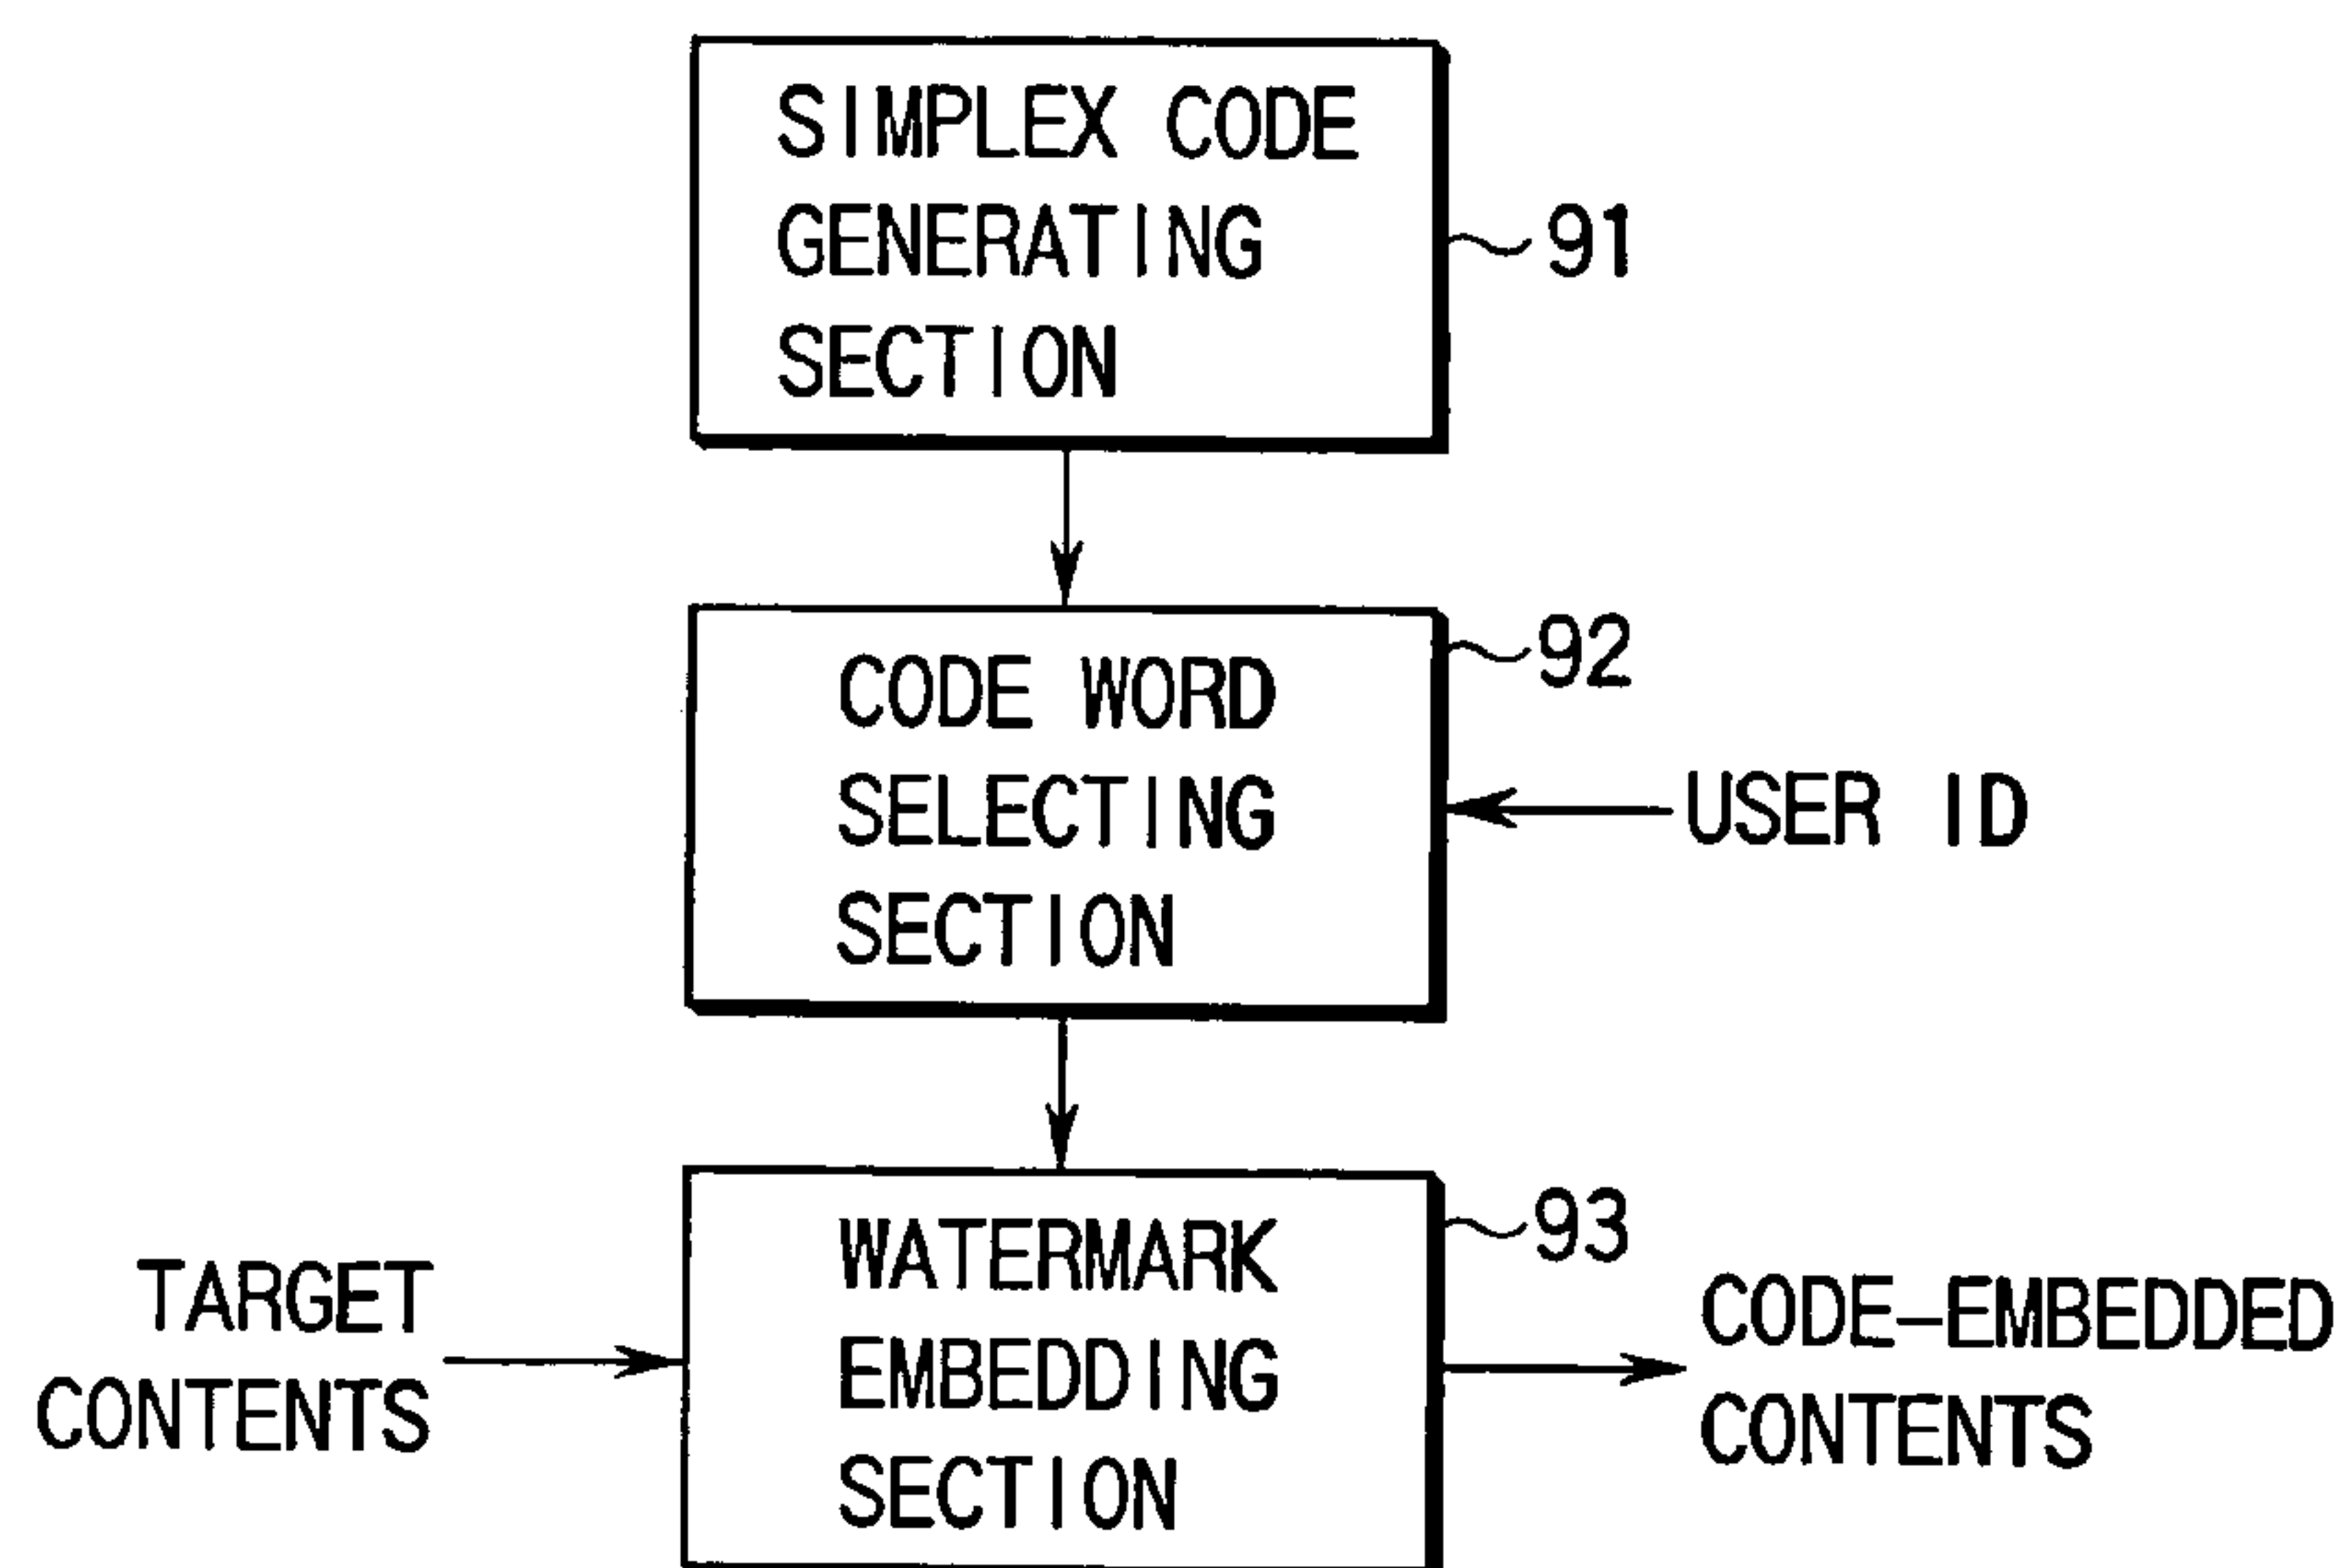 SIMPLEX CODE
GENERATING
SECTION
91
CODE WORD
SELECTING
SECTION
92
USER ID
TARGET
CONTENTS
WATERMARK
EMBEDDING
SECTION
93
CODE-EMBEDDED
CONTENTS